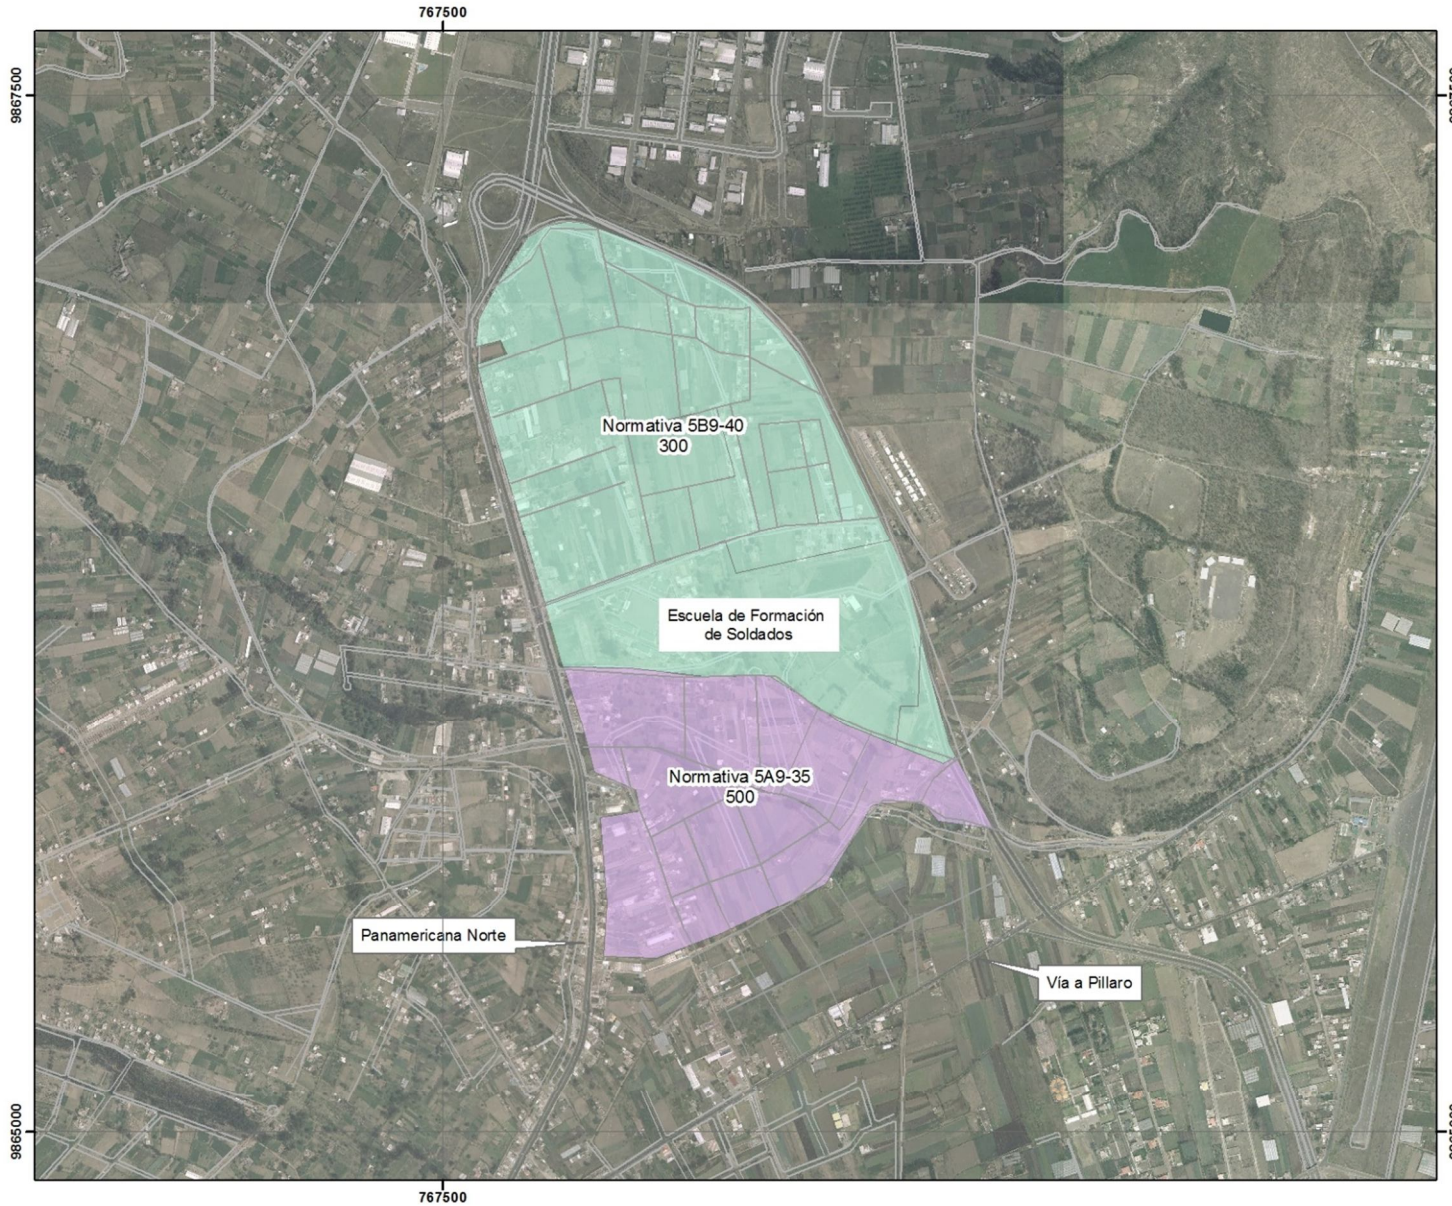 767500
9867500
Normativa 5B9-40
300
Escuela de Formación
de Soldados
Normativa 5A9-35
500
Panamericana Norte
Vía a Pillaro
9865000
767500